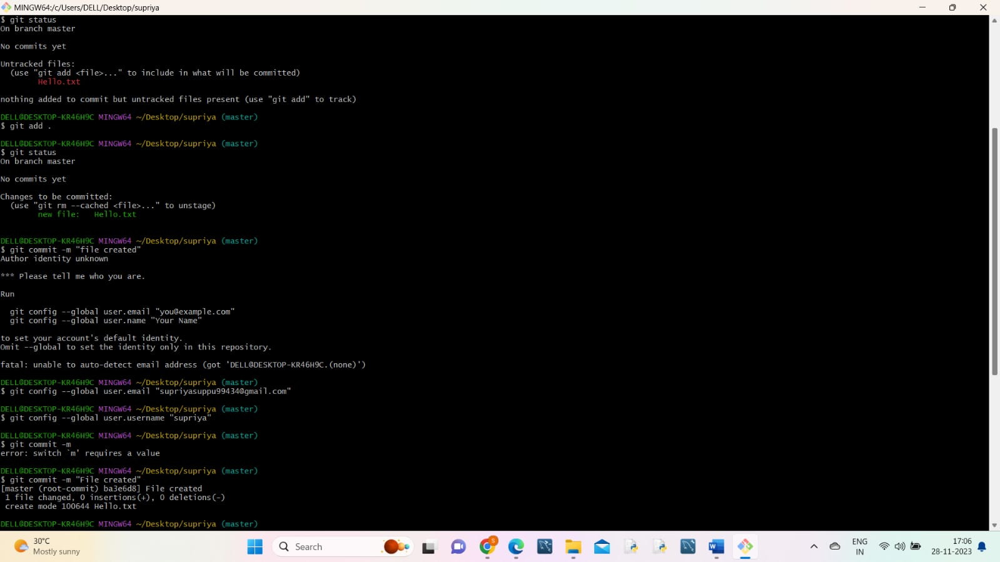 MINGW64:/c/Users/DELL/Desktop/supriya
$ git status
On branch master
No commits yet
Untracked files:
(use "git add <file>..." to include in what will be committed)
Hello.txt
nothing added to commit but untracked files present (use "git add" to track)
DELL@DESKTOP-KR46H9C MINGW64 ~/Desktop/supriya (master)
$ git add .
DELL@DESKTOP-KR46H9C MINGW64 ~/Desktop/supriya (master)
$ git status
On branch master
No commits yet
Changes to be committed:
(use "git rm --cached <file>..." to unstage)
new file:   Hello.txt
DELL@DESKTOP-KR46H9C MINGW64 ~/Desktop/supriya (master)
$ git commit -m "file created"
Author identity unknown
*** Please tell me who you are.
Run
git config --global user.email "you@example.com"
git config --global user.name "Your Name"
to set your account's default identity.
Omit --global to set the identity only in this repository.
fatal: unable to auto-detect email address (got 'DELL@DESKTOP-KR46H9C.(none)')
DELL@DESKTOP-KR46H9C MINGW64 ~/Desktop/supriya (master)
$ git config --global user.email "supriyasuppu99434@gmail.com"
DELL@DESKTOP-KR46H9C MINGW64 ~/Desktop/supriya (master)
$ git config --global user.username "supriya"
DELL@DESKTOP-KR46H9C MINGW64 ~/Desktop/supriya (master)
$ git commit -m
error: switch `m' requires a value
DELL@DESKTOP-KR46H9C MINGW64 ~/Desktop/supriya (master)
$ git commit -m "File created"
[master (root-commit) ba3e6d8] File created
1 file changed, 0 insertions(+), 0 deletions(-)
create mode 100644 Hello.txt
DELL@DESKTOP-KR46H9C MINGW64 ~/Desktop/supriya (master)
30°C
Mostly sunny
Search
S
W
ENG
IN
17:06
28-11-2023